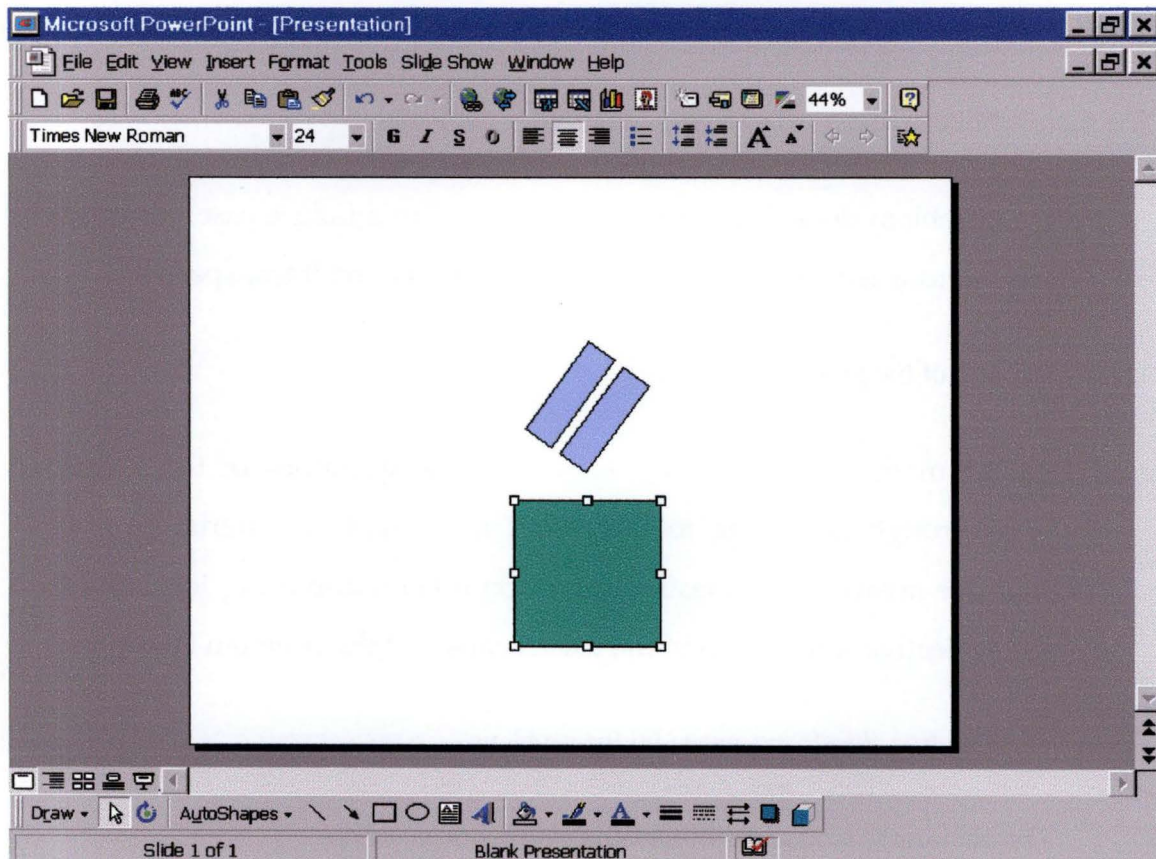 Microsoft PowerPoint - [Presentation]
File Edit View Insert Format Tools Slide Show Window Help
ABC 44%
Times New Roman 24 G I S A A
Draw AutoShapes A A
Slide 1 of 1 Blank Presentation